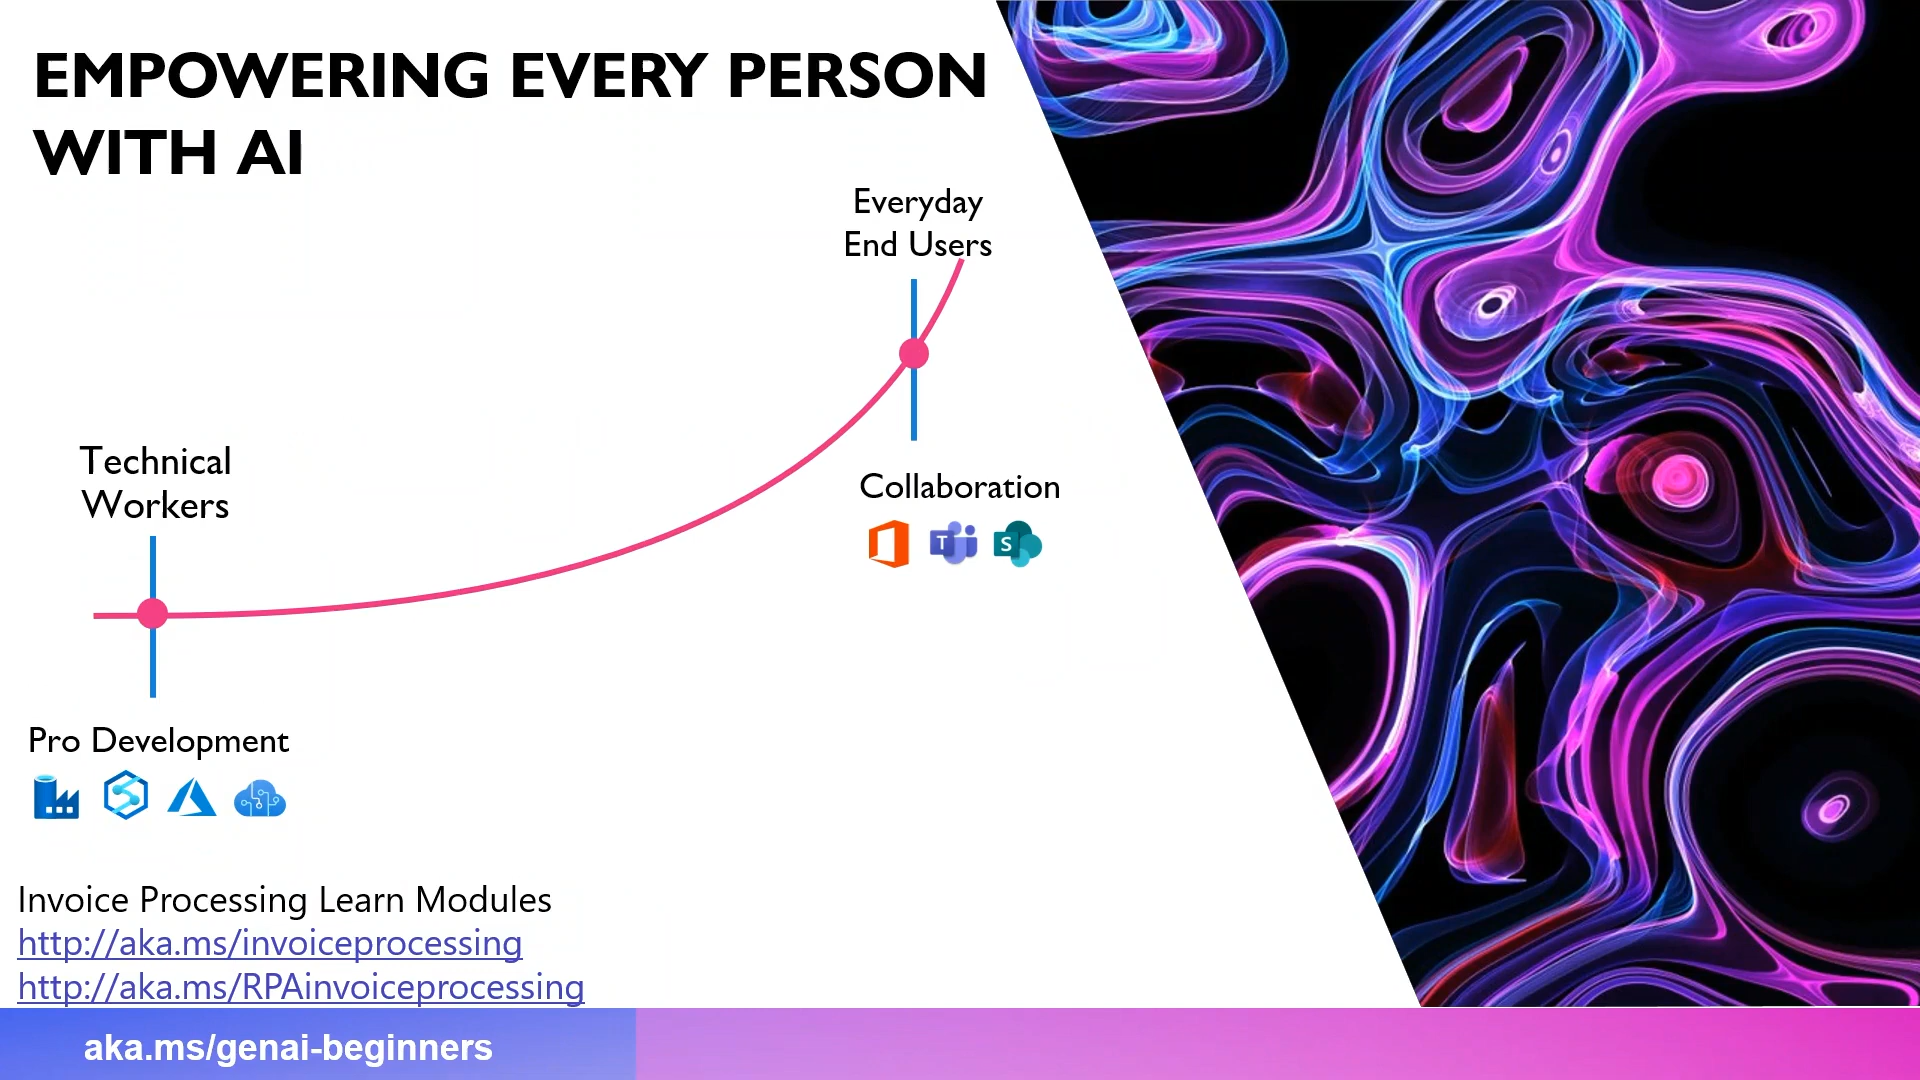 EMPOWERING EVERY PERSON
WITH AI
Everyday
End Users
Technical
Workers
Collaboration
T
S
Pro Development
Invoice Processing Learn Modules
http://aka.ms/invoiceprocessing
http://aka.ms/RPAinvoiceprocessing
aka.ms/genai-beginners